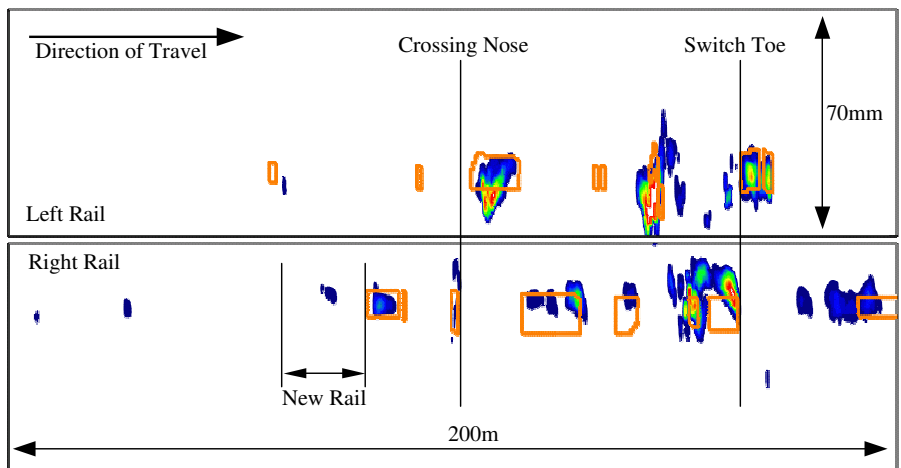 Crossing Nose
Switch Toe
Direction of Travel
70mm
Left Rail
Right Rail
New Rail
200m